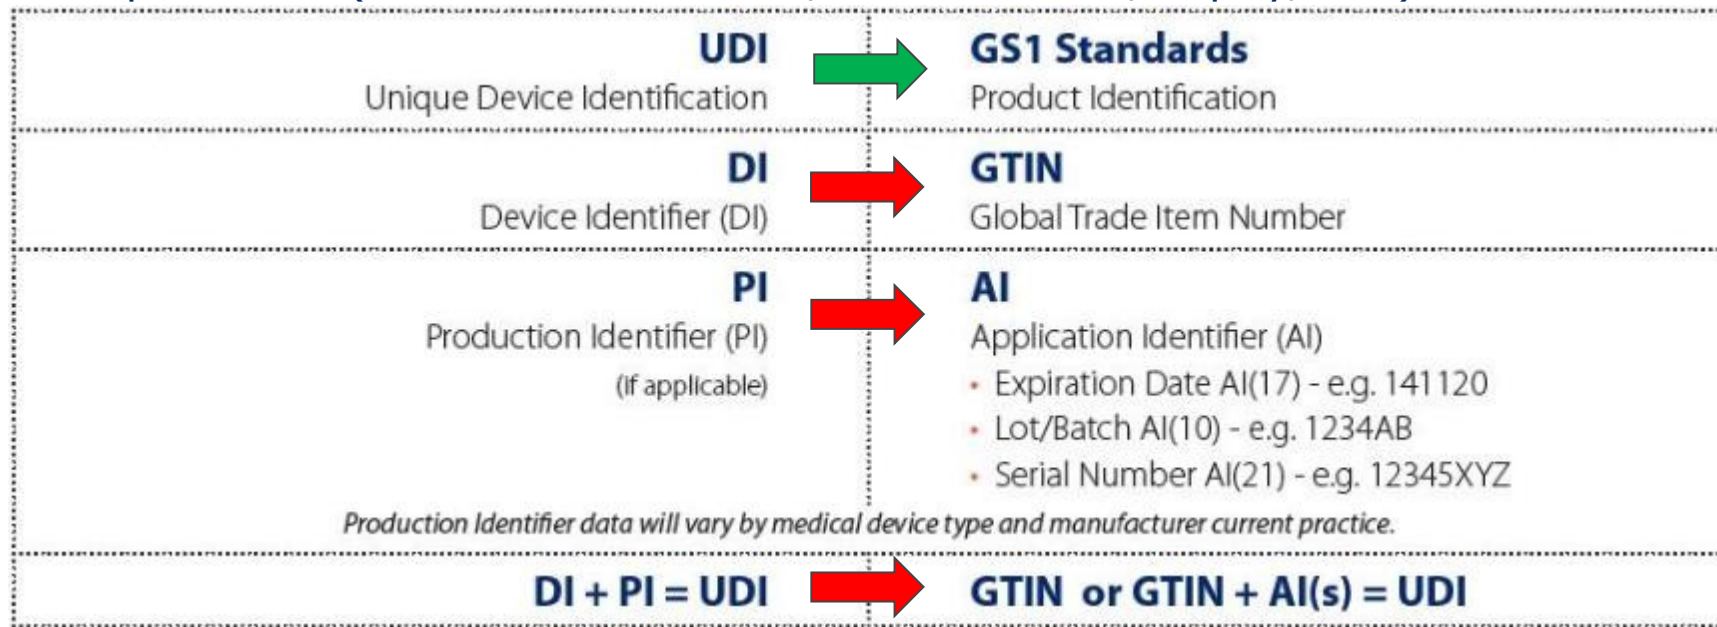 UDI
Unique Device Identification
GS1 Standards
Product Identification
DI
Device Identifier (DI)
GTIN
Global Trade Item Number
PI
Production Identifier (PI)
(if applicable)
AI
Application Identifier (AI)
• Expiration Date AI(17) - e.g. 141120
• Lot/Batch AI(10) - e.g. 1234AB
• Serial Number AI(21) - e.g. 12345XYZ
Production Identifier data will vary by medical device type and manufacturer current practice.
DI + PI = UDI
GTIN or GTIN + AI(s) = UDI